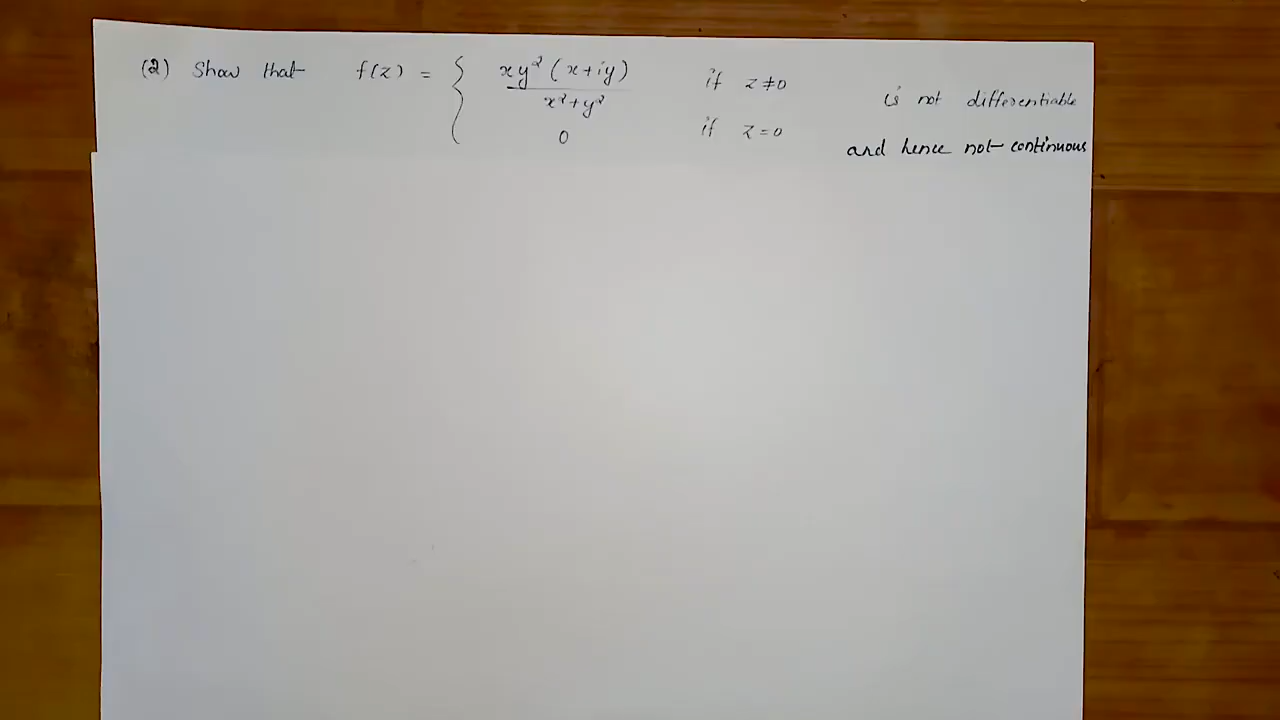 (2) Show that f(z) = { xy² (x+iy) / x²+y² if z ≠ 0
0 if z = 0
is not differentiable
and hence not continuous